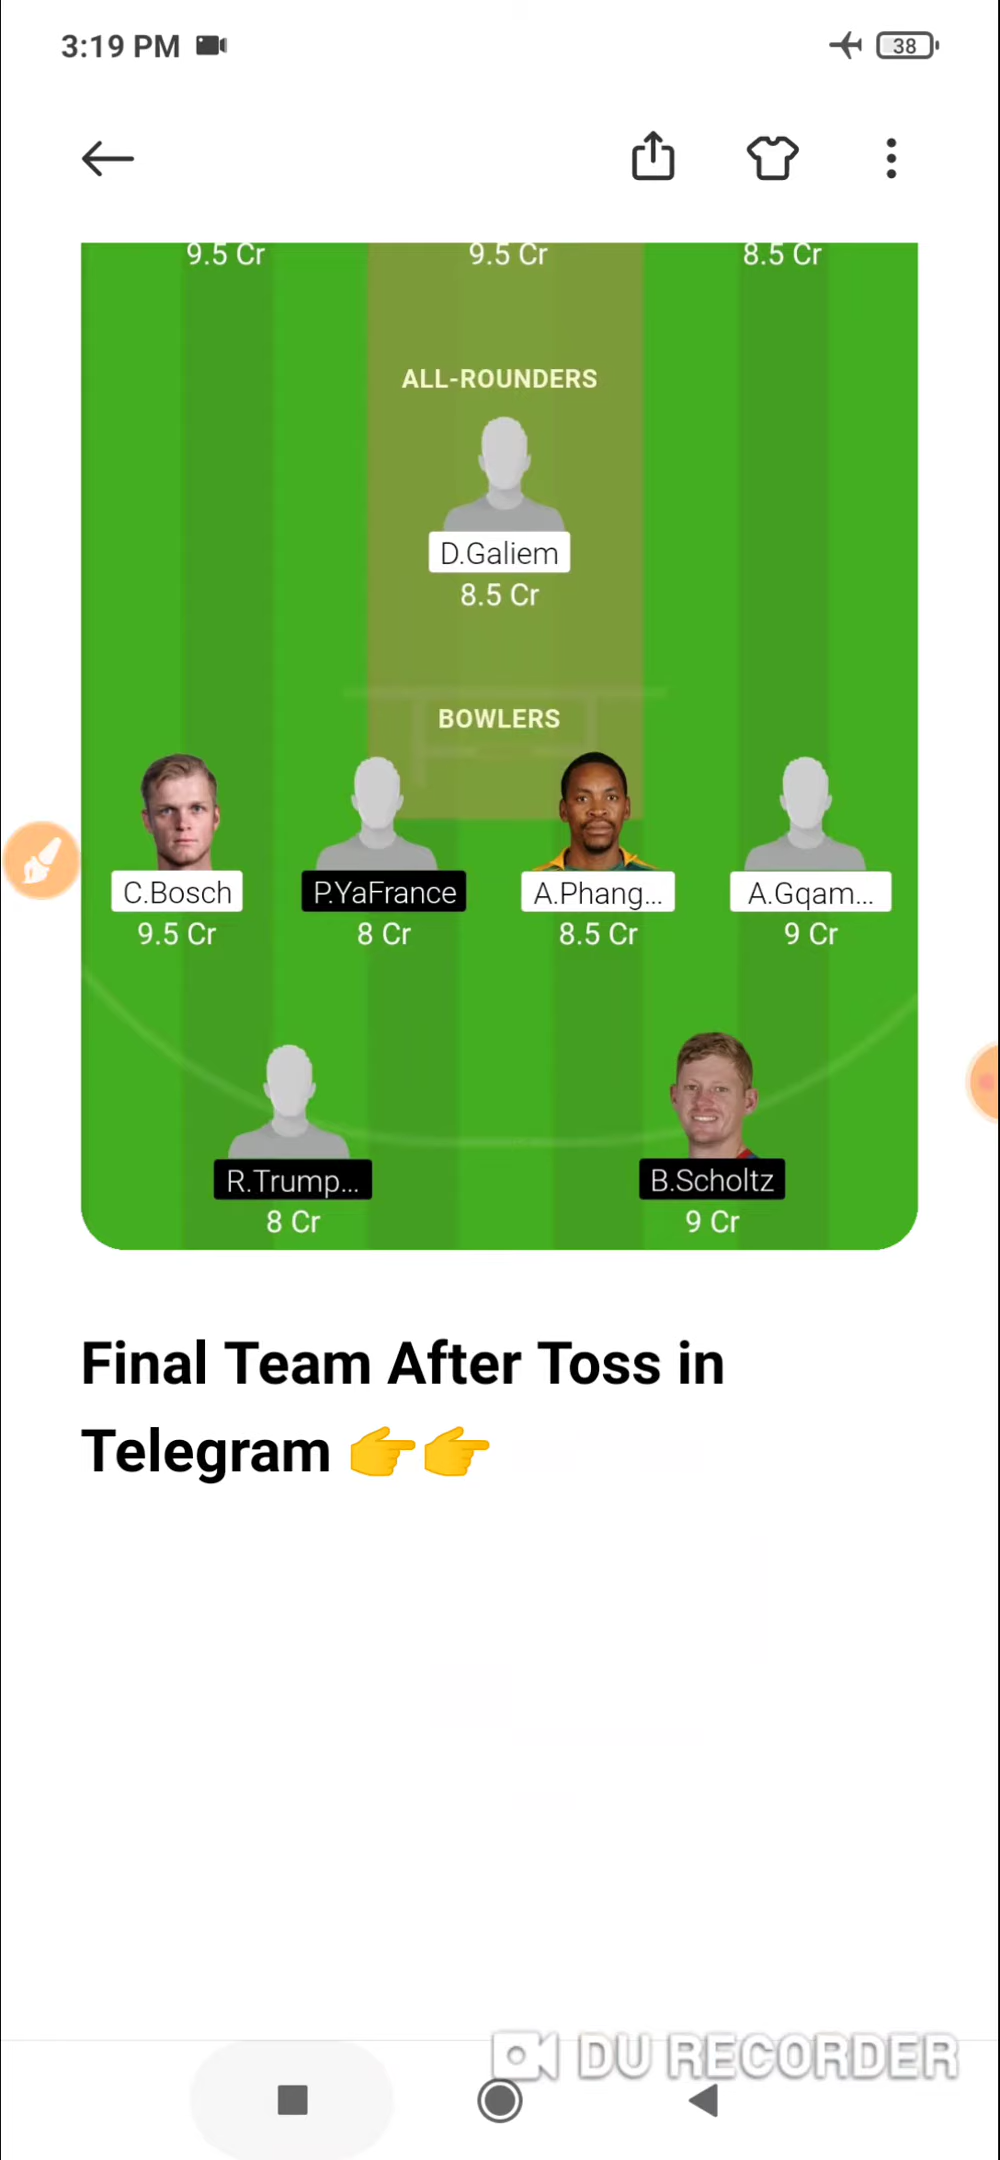 3:19 PM
38
9.5 Cr 9.5 Cr 8.5 Cr
ALL-ROUNDERS
D.Galiem
8.5 Cr
BOWLERS
C.Bosch P.YaFrance A.Phang... A.Gqam...
9.5 Cr 8 Cr 8.5 Cr 9 Cr
R.Trump... B.Scholtz
8 Cr 9 Cr
Final Team After Toss in
Telegram 👉👉
DU RECORDER